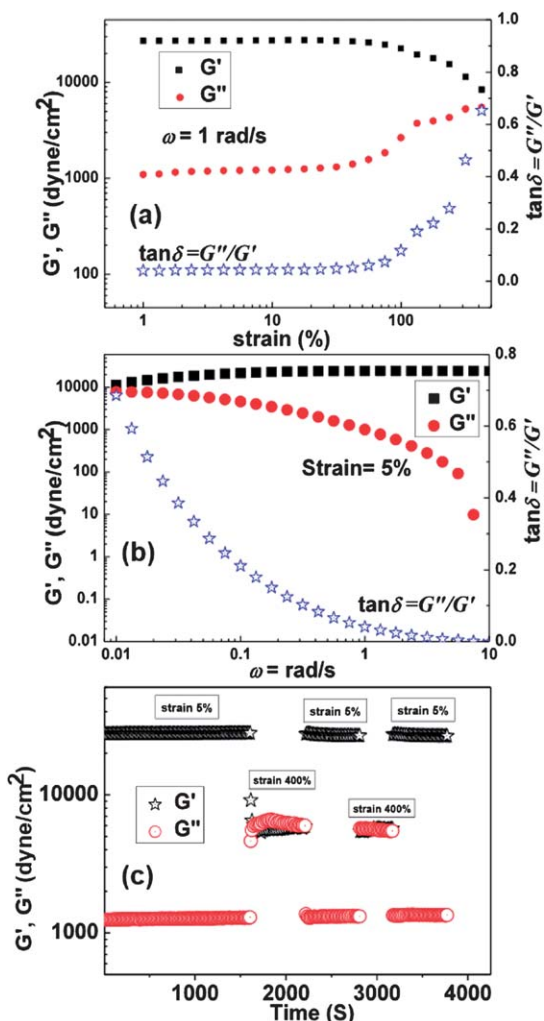 (a)
G', G" (dyne/cm²)
10000
1000
100
G'
G"
ω = 1 rad/s
tanδ=G"/G'
1.0
0.8
0.6
0.4
0.2
0.0
tanδ=G"/G'
1
10
100
strain (%)
(b)
G', G" (dyne/cm²)
10000
1000
100
10
1
0.1
0.01
G'
G"
Strain= 5%
tanδ=G"/G'
0.8
0.6
0.4
0.2
0.0
tanδ=G"/G'
0.01
0.1
1
10
ω = rad/s
(c)
G', G" (dyne/cm²)
10000
1000
strain 5%
strain 5%
strain 5%
strain 400%
strain 400%
G'
G"
1000
2000
3000
4000
Time (S)